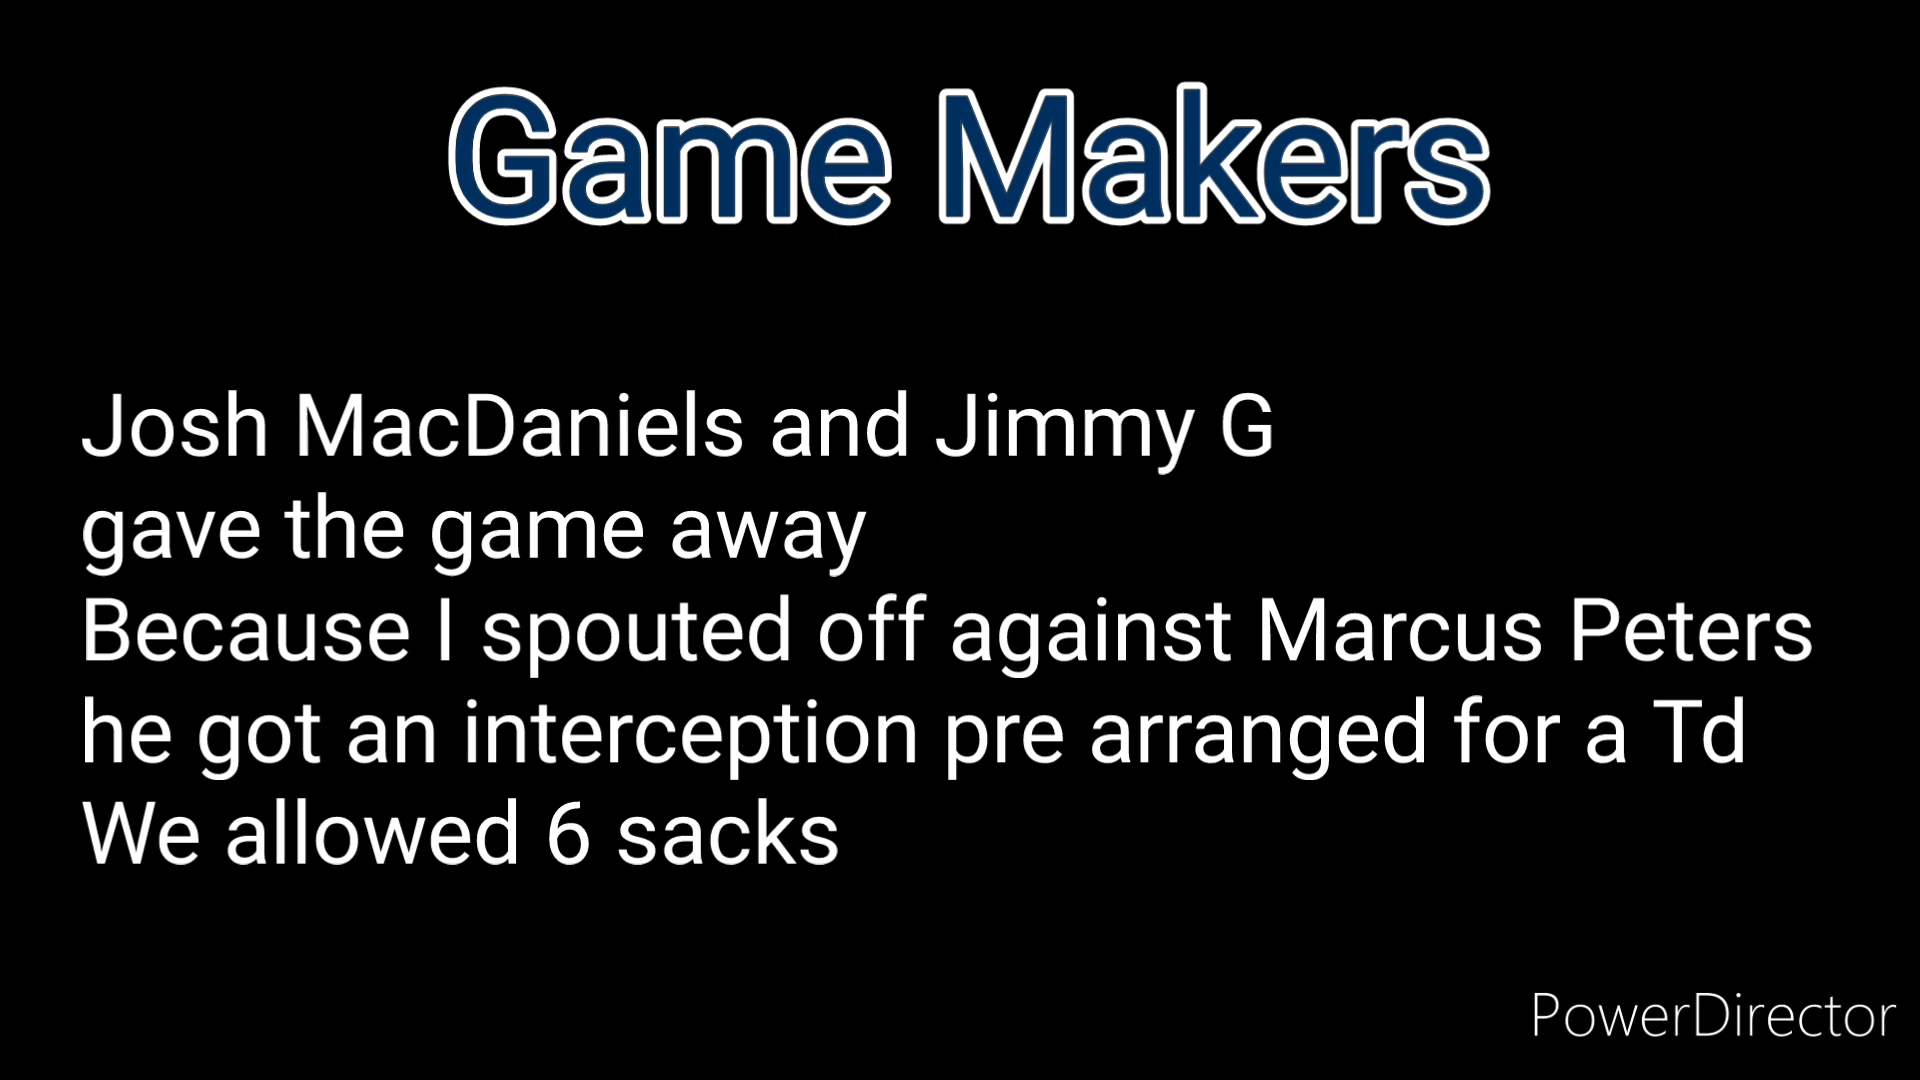 Game Makers
Josh MacDaniels and Jimmy G
gave the game away
Because I spouted off against Marcus Peters
he got an interception pre arranged for a Td
We allowed 6 sacks
PowerDirector